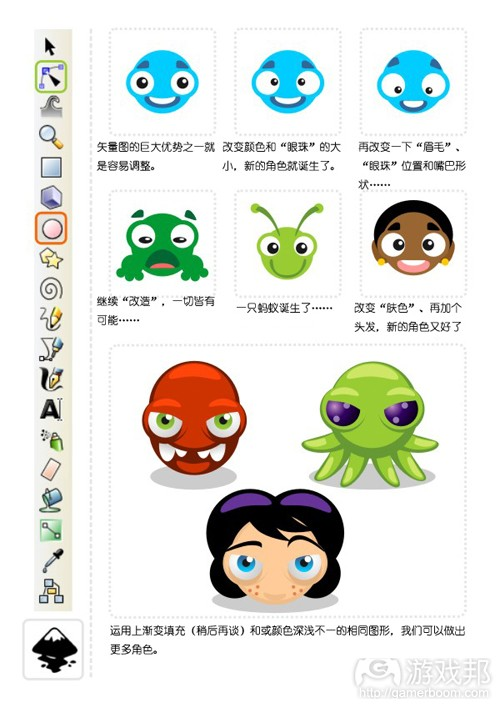 矢量图的巨大优势之一就
是容易调整。
改变颜色和“眼珠”的大
小，新的角色就诞生了。
再改变一下“眉毛”、
“眼珠”位置和嘴巴形
状……
继续“改造”，一切皆有
可能……
一只蚂蚁诞生了……
改变“肤色”、再加个
头发，新的角色又好了
A
运用上渐变填充（稍后再谈）和或颜色深浅不一的相同图形，我们可以做出
更多角色。
游戏邦
http://gamerboom.com